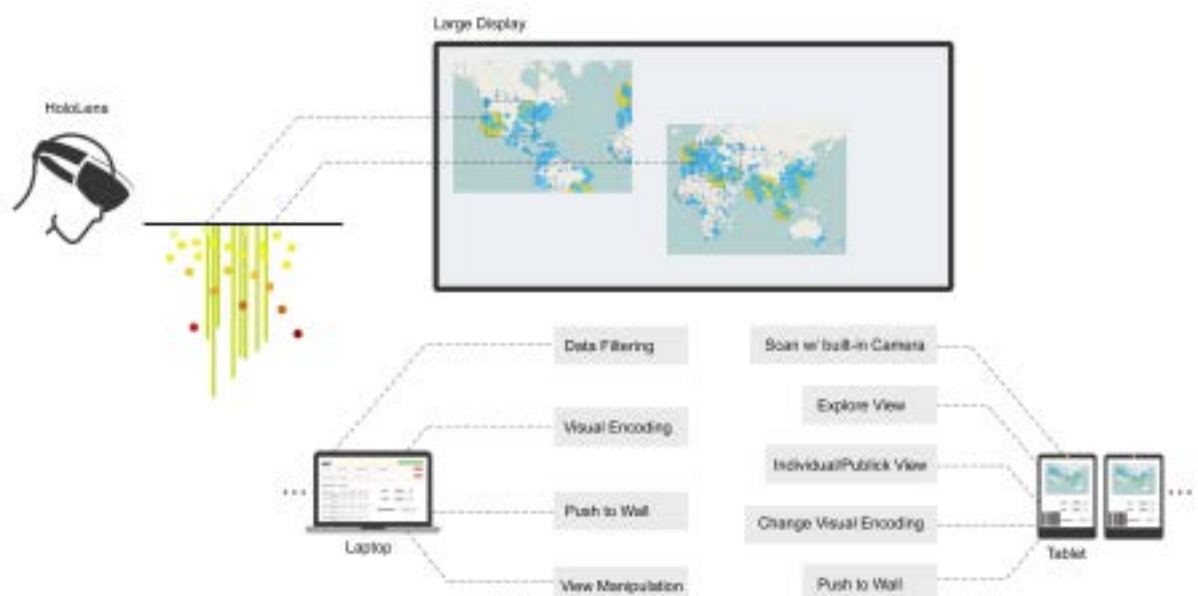 Large Display
HoloLens
Data Filtering
Scan w/ built-in Camera
Explore View
Visual Encoding
Individual/Publick View
Push to Wall
Change Visual Encoding
Laptop
Tablet
View Manipulation
Push to Wall